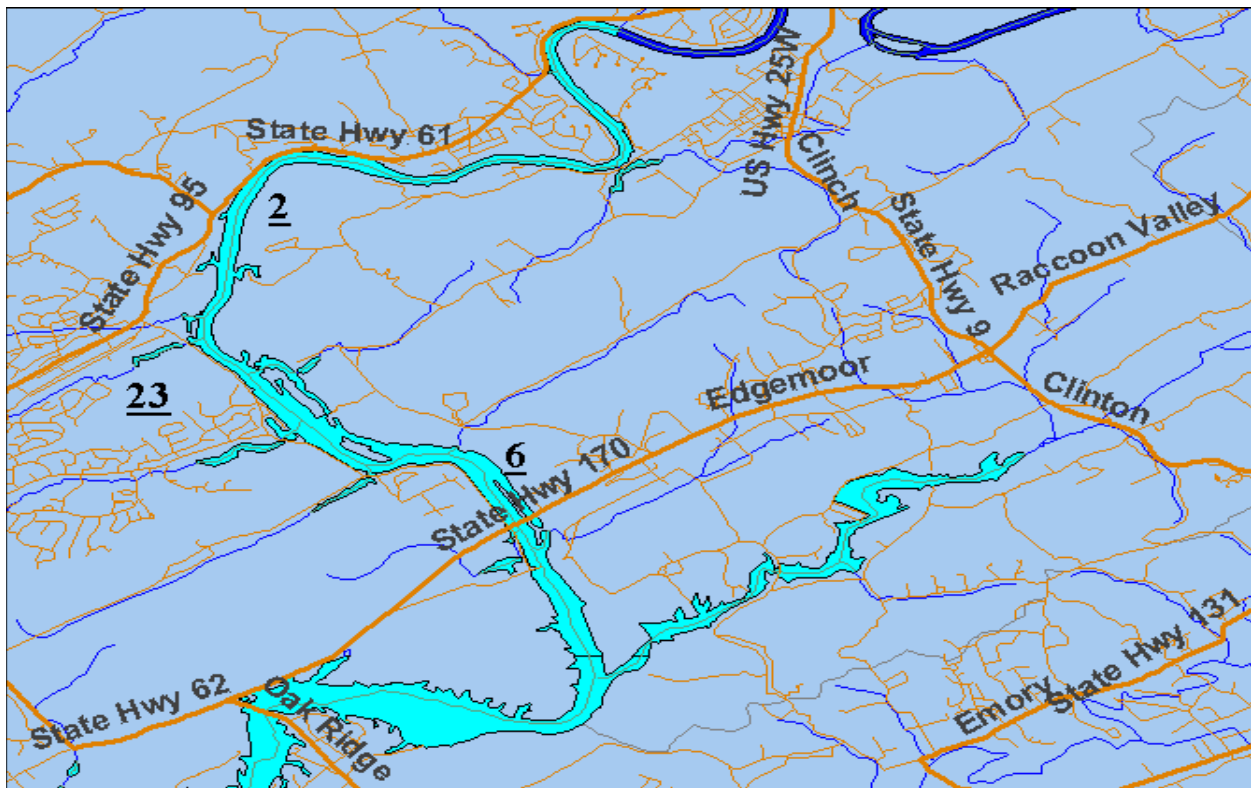 US Hwy 25W
State Hwy 61
Clinch
2
State Hwy 95
State Hwy 9
Raccoon Valley
23
Edgemoor
Clinton
6
State Hwy 170
State Hwy 131
Emory
State Hwy 62
Oak Ridge